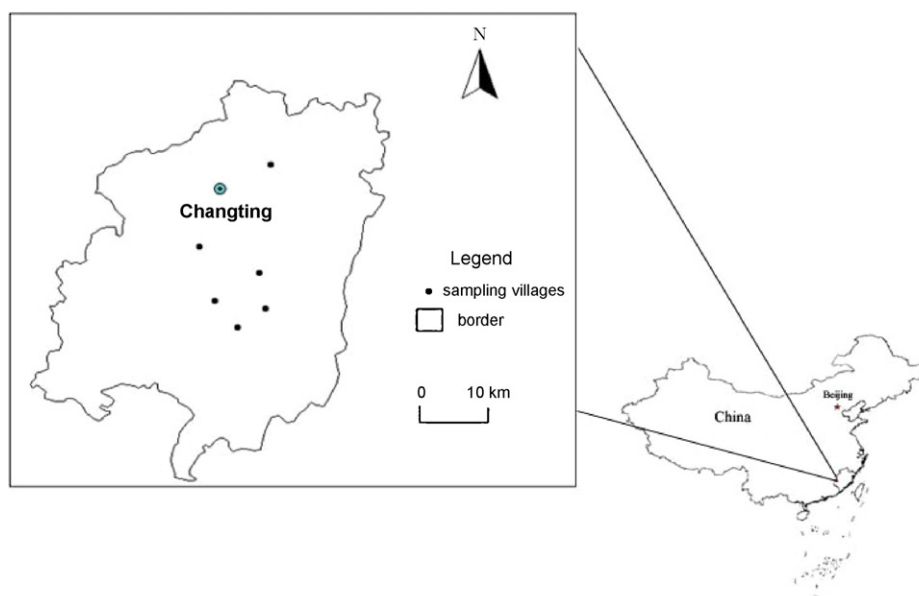 N
Changting
Legend
sampling villages
border
0 10 km
Beijing
China